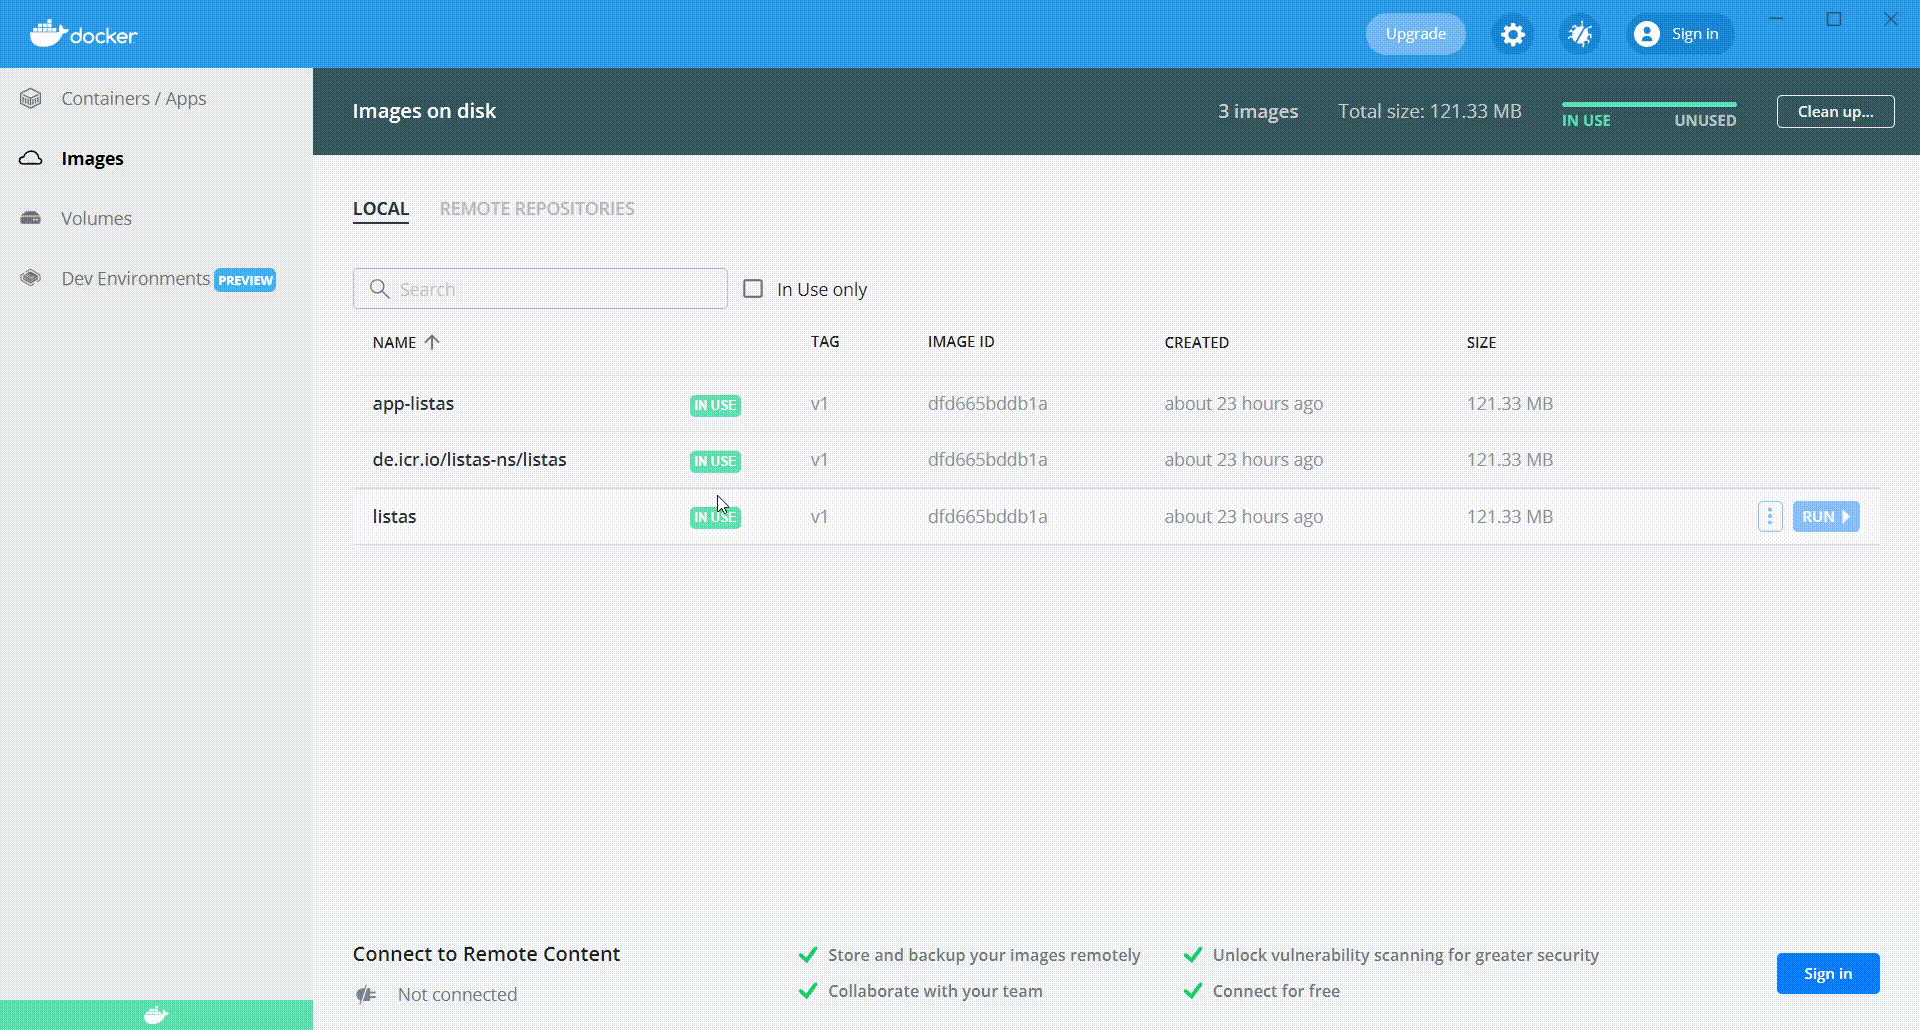 docker
Upgrade
Sign in
Containers / Apps
Images
Volumes
Dev Environments PREVIEW
Images on disk
3 images
Total size: 121.33 MB
IN USE UNUSED
Clean up...
LOCAL REMOTE REPOSITORIES
Search
In Use only
NAME TAG IMAGE ID CREATED SIZE
app-listas IN USE v1 dfd665bddb1a about 23 hours ago 121.33 MB
de.icr.io/listas-ns/listas IN USE v1 dfd665bddb1a about 23 hours ago 121.33 MB
listas IN USE v1 dfd665bddb1a about 23 hours ago 121.33 MB RUN
Connect to Remote Content
Not connected
Store and backup your images remotely
Collaborate with your team
Unlock vulnerability scanning for greater security
Connect for free
Sign in